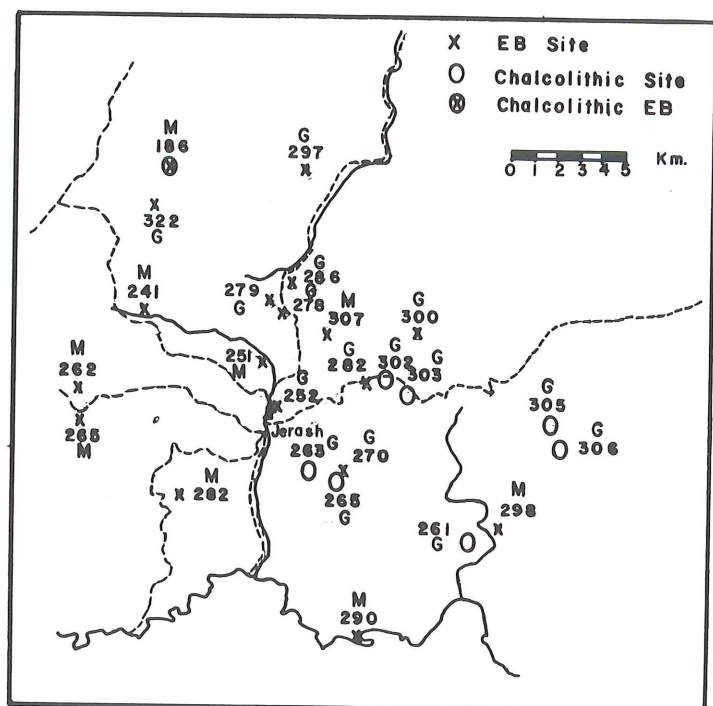 X EB Site
O Chalcolithic Site
⊗ Chalcolithic EB
Km.
0 1 2 3 4 5
M
186
G
297
322
G
M
241
G
286
279
G
G
278
M
307
G
300
251
M
G
282
G
302
G
303
M
262
265
M
G
252
G
305
G
306
Jerash
G
263
G
270
265
G
M
282
M
298
261
G
M
290